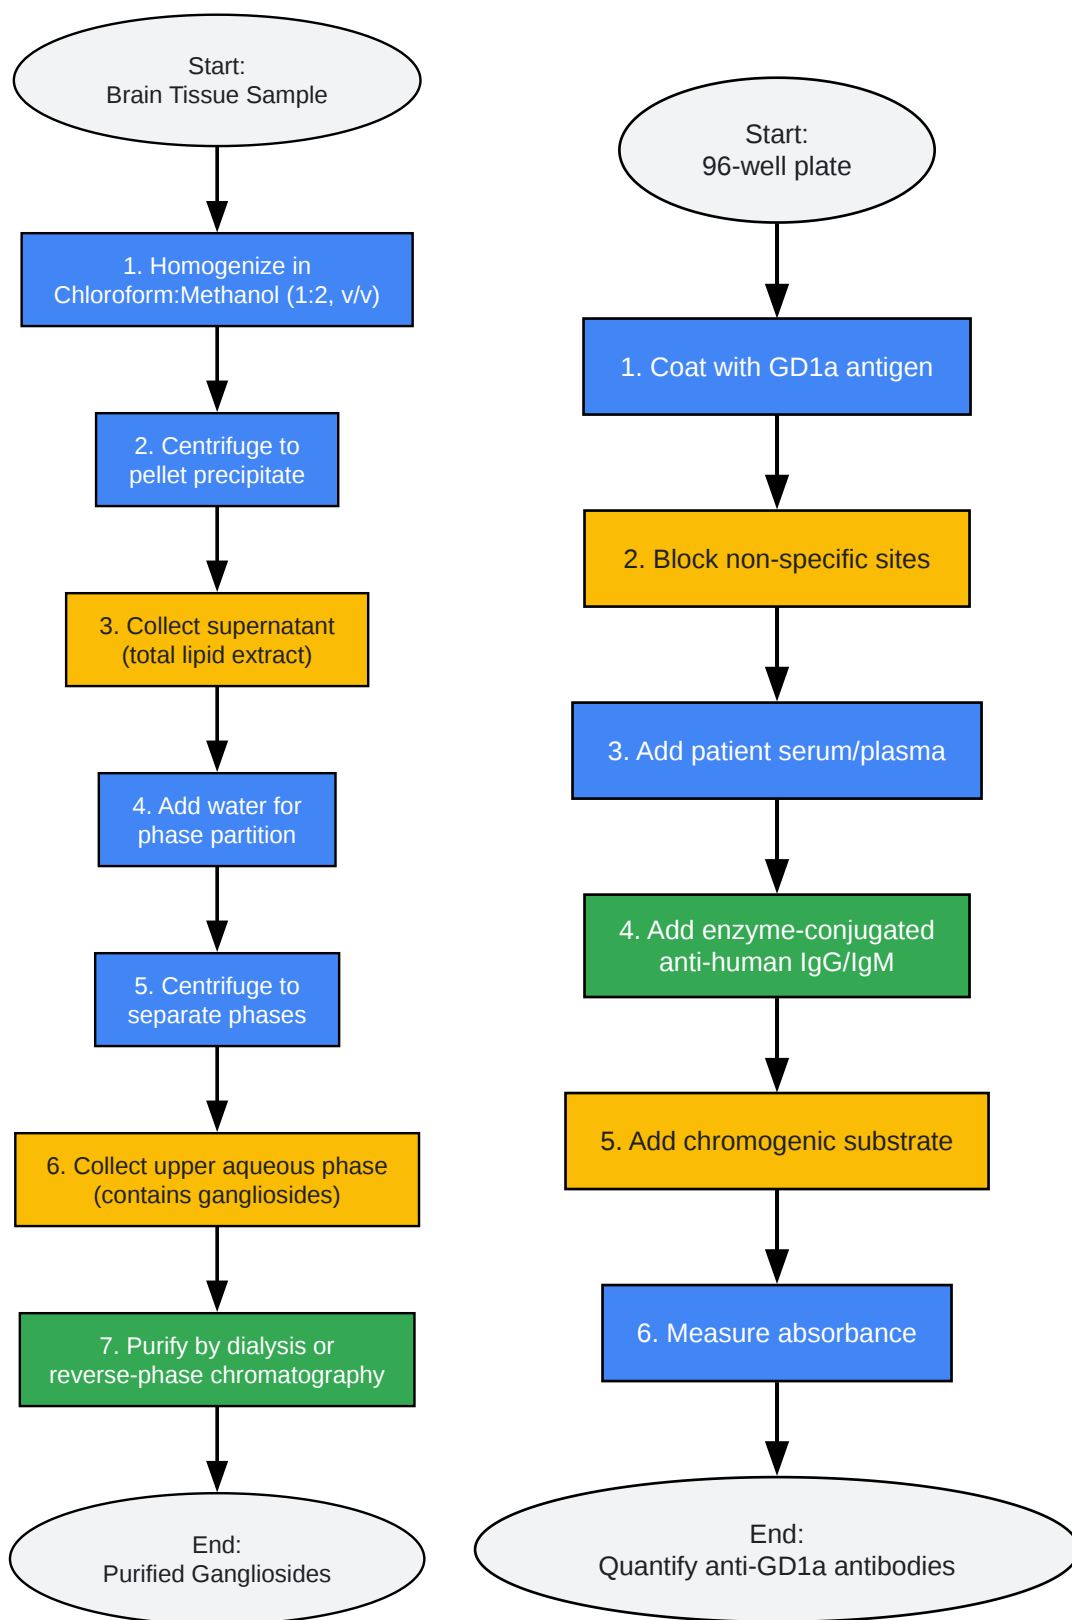 Start:
Brain Tissue Sample
1. Homogenize in
Chloroform:Methanol (1:2, v/v)
2. Centrifuge to
pellet precipitate
3. Collect supernatant
(total lipid extract)
4. Add water for
phase partition
5. Centrifuge to
separate phases
6. Collect upper aqueous phase
(contains gangliosides)
7. Purify by dialysis or
reverse-phase chromatography
End:
Purified Gangliosides
Start:
96-well plate
1. Coat with GD1a antigen
2. Block non-specific sites
3. Add patient serum/plasma
4. Add enzyme-conjugated
anti-human IgG/IgM
5. Add chromogenic substrate
6. Measure absorbance
End:
Quantify anti-GD1a antibodies